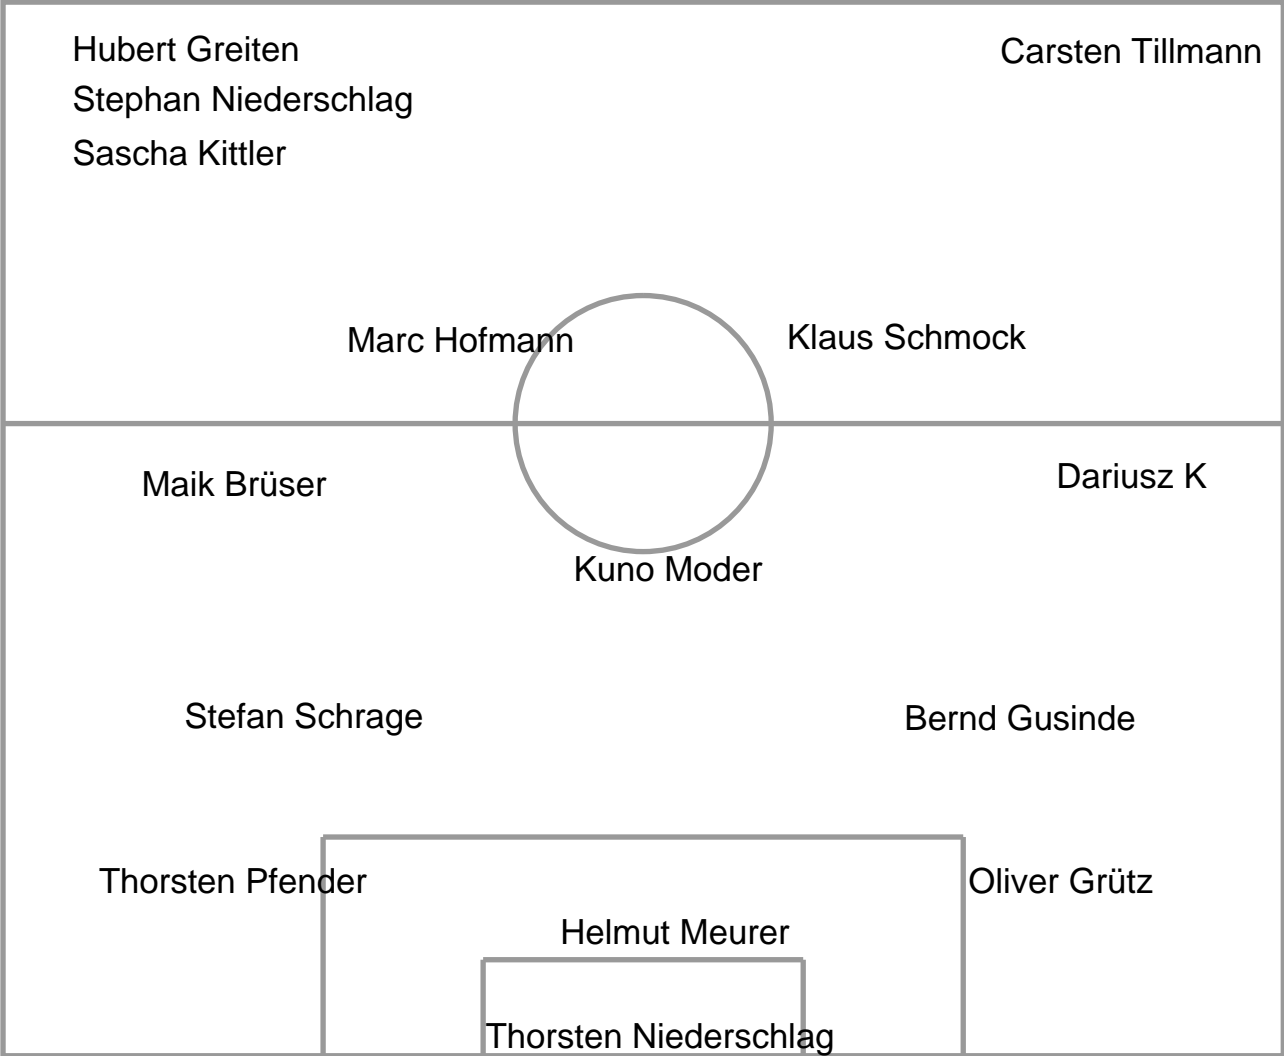 Hubert Greiten
Carsten Tillmann
Stephan Niederschlag
Sascha Kittler
Marc Hofmann
Klaus Schmock
Maik Brüser
Dariusz K
Kuno Moder
Stefan Schrage
Bernd Gusinde
Thorsten Pfender
Oliver Grütz
Helmut Meurer
Thorsten Niederschlag